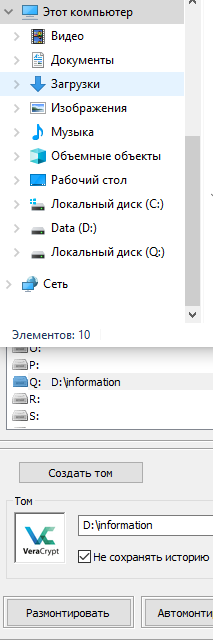 Этот компьютер
Видео
Документы
Загрузки
Изображения
Музыка
Объемные объекты
Рабочий стол
Локальный диск (C:)
Data (D:)
Локальный диск (Q:)
Сеть
Элементов: 10
O:
P:
Q: D:\information
R:
S:
Создать том
Том
VeraCrypt
D:\information
Не сохранять историю
Размонтировать Автомонти